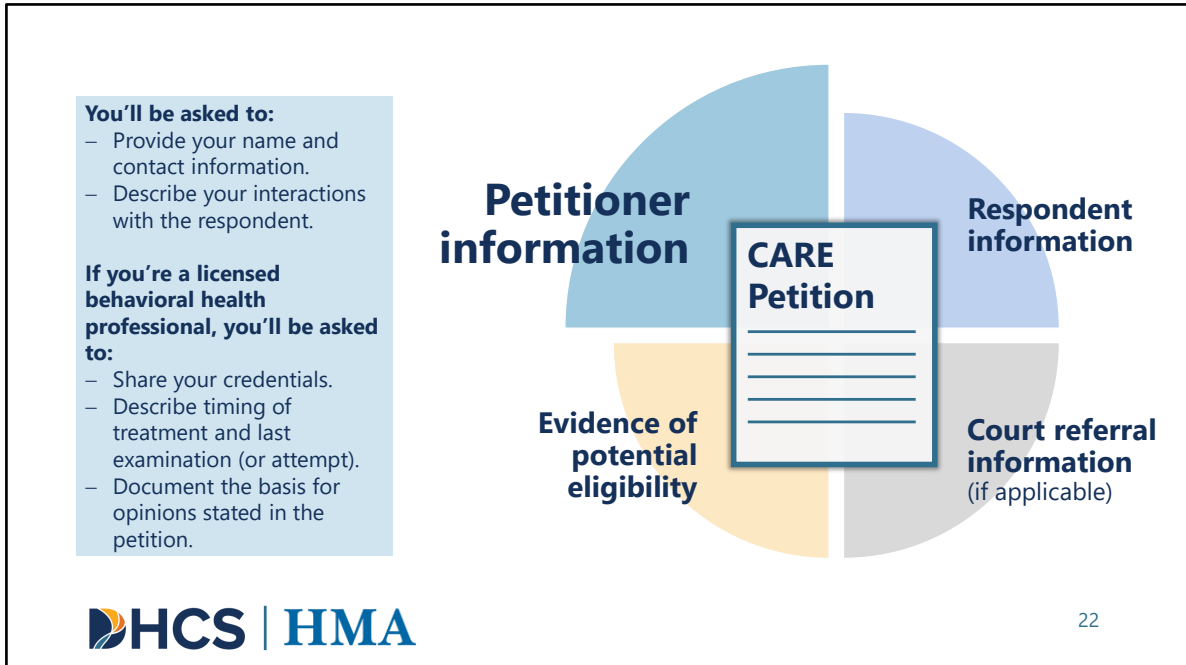 You'll be asked to:
– Provide your name and
contact information.
– Describe your interactions
with the respondent.
If you're a licensed
behavioral health
professional, you'll be asked
to:
– Share your credentials.
– Describe timing of
treatment and last
examination (or attempt).
– Document the basis for
opinions stated in the
petition.
Petitioner
information
Respondent
information
CARE
Petition
Evidence of
potential
eligibility
Court referral
information
(if applicable)
DHCS | HMA
22